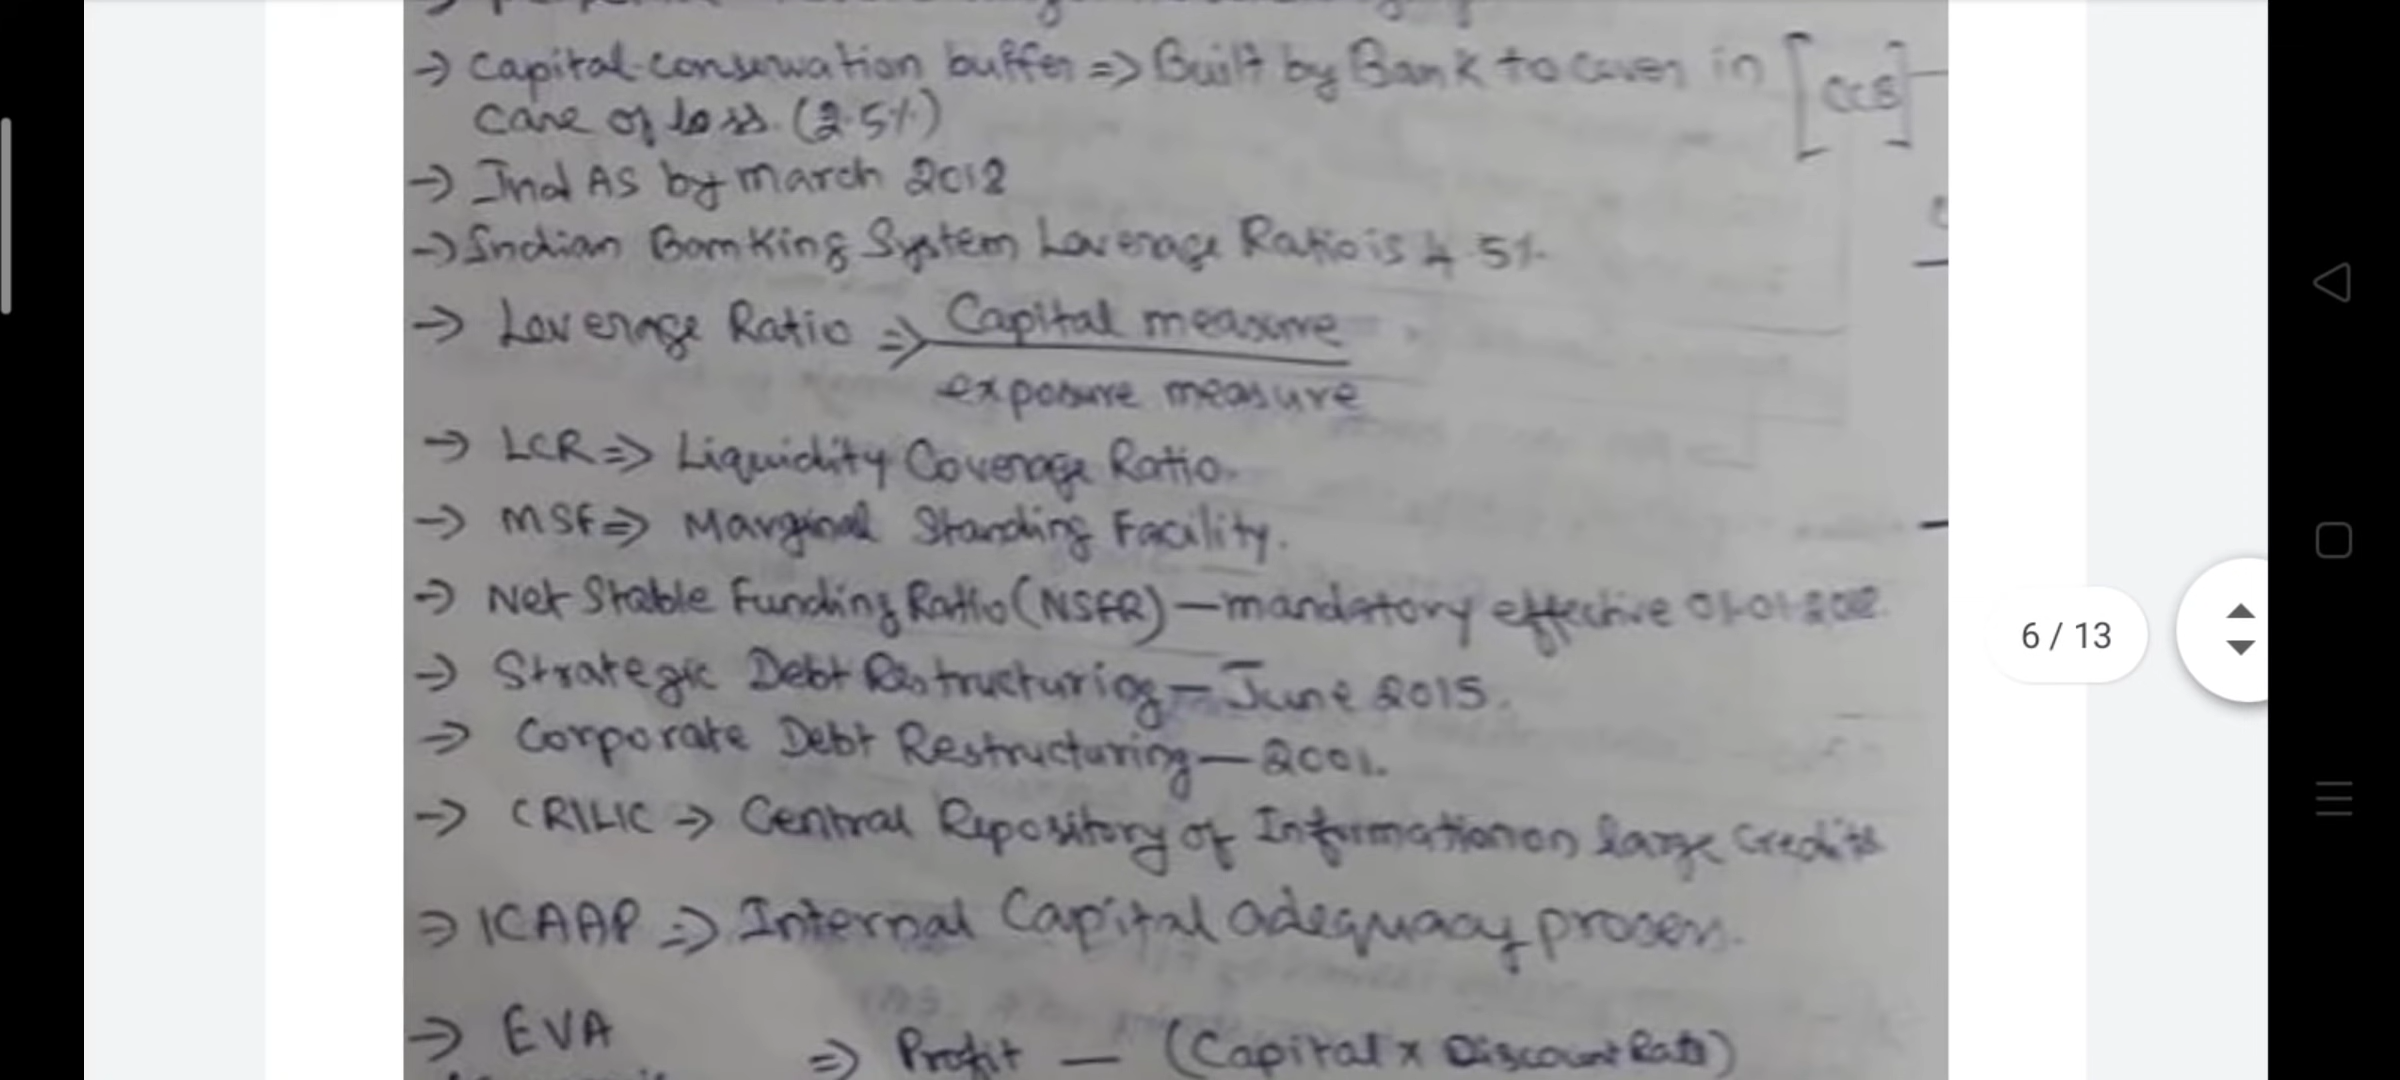 → Capital conservation buffer ⇒ Built by Bank to cover in [CCB]
case of loss. (2.5%)
→ Ind AS by march 2012
→ Indian Banking System Leverage Ratio is 4.5%
→ Leverage Ratio ⇒ Capital measure
exposure measure
→ LCR ⇒ Liquidity Coverage Ratio.
→ MSF ⇒ Marginal Standing Facility.
→ Net Stable Funding Ratio (NSFR) — mandatory effective
→ Strategic Debt Restructuring — June 2015.
→ Corporate Debt Restructuring — 2001.
→ CRILIC → Central Repository of Information on large Credits
6 / 13
⇒ ICAAP ⇒ Internal Capital adequacy process.
→ EVA
⇒ Profit — (Capital x Discount Rate)